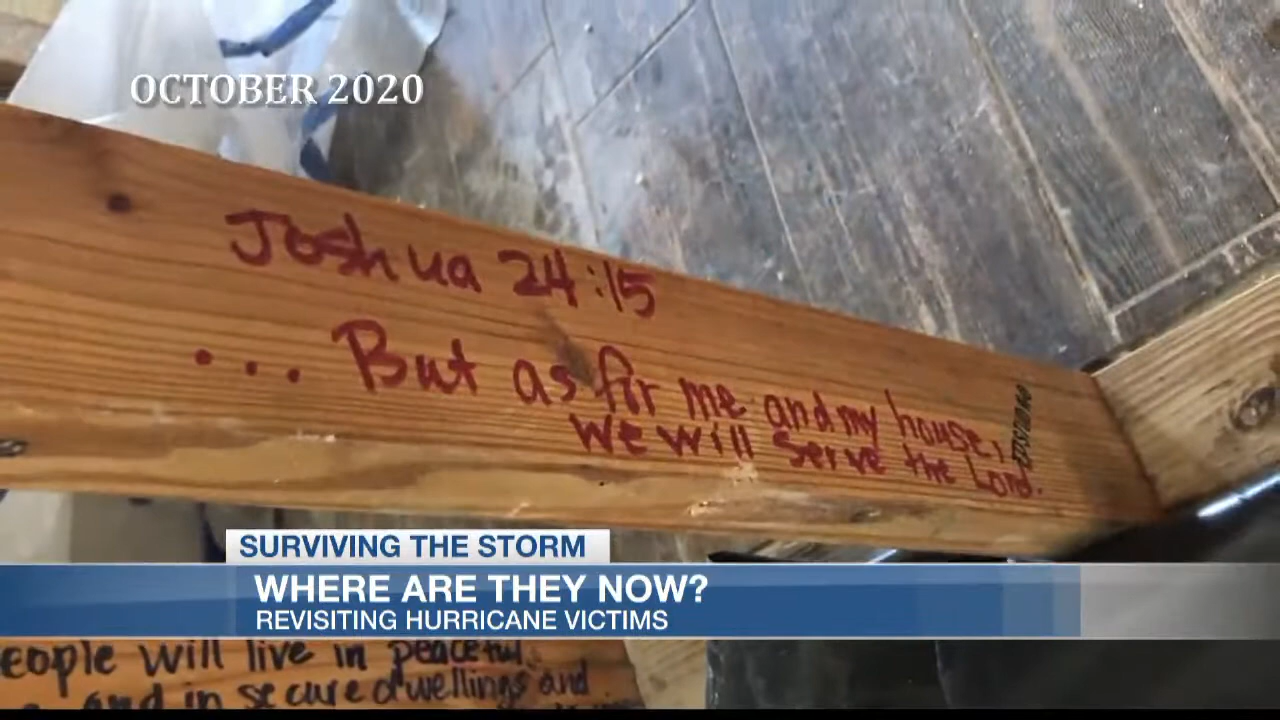 OCTOBER 2020
Joshua 24:15
... But as for me and my house,
we will serve the Lord.
SURVIVING THE STORM
WHERE ARE THEY NOW?
REVISITING HURRICANE VICTIMS
eople will live in peaceful
and in secure dwellings and